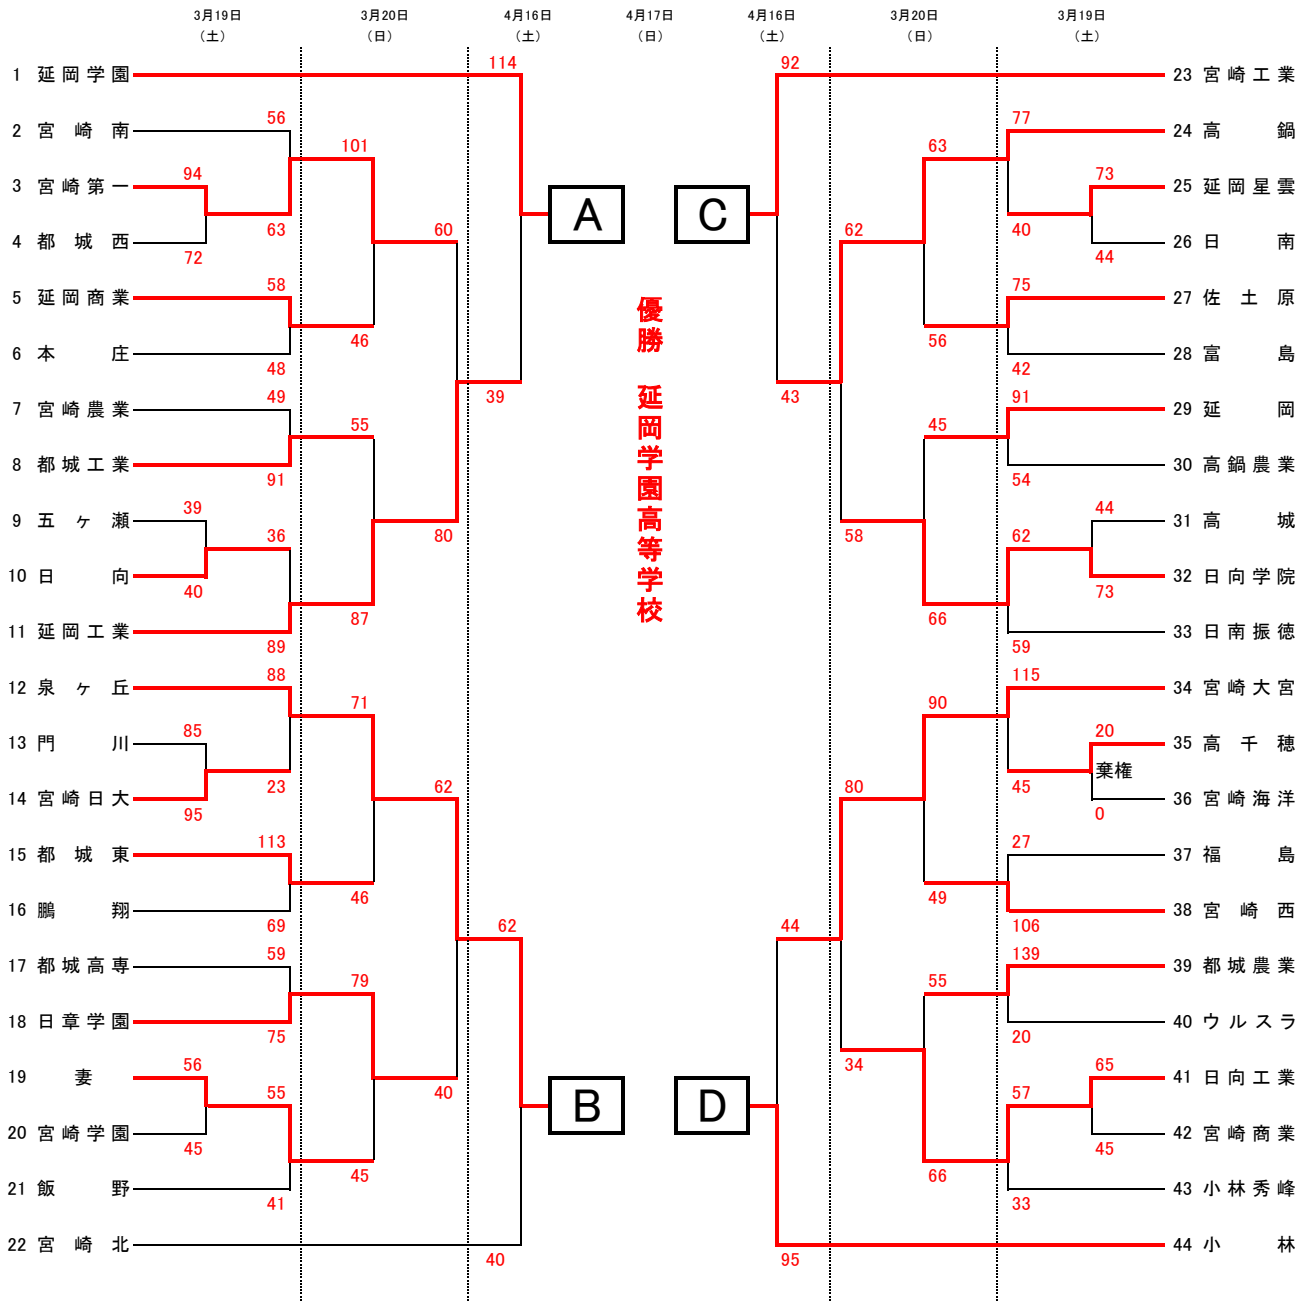 3月19日 3月20日 4月16日 4月17日 4月16日 3月20日 3月19日
（土） （日） （土） （日） （土） （日） （土）
114 92
1 延岡学園 23 宮崎工業
56 77
2 宮崎南 24 高鍋
101 63
94 73
3 宮崎第一 A C 25 延岡星雲
63 60 62 40
4 都城西 26 日南
72 44
58 75
5 延岡商業 27 佐土原
46 56
6 本庄 28 富島
48 42
49 91
7 宮崎農業 39 43 29 延岡
55 45
8 都城工業 30 高鍋農業
91 54
39 44
9 五ヶ瀬 31 高城
36 80 58 62
10 日向 32 日向学院
40 73
87 66
11 延岡工業 33 日南振徳
89 59
優勝 延岡学園高等学校
88 115
12 泉ヶ丘 34 宮崎大宮
71 90
85 20
13 門川 35 高千穂
棄権
23 62 80 45
14 宮崎日大 36 宮崎海洋
95 0
113 27
15 都城東 37 福島
46 49
16 鵬翔 38 宮崎西
69 62 44 106
59 139
17 都城高専 39 都城農業
79 55
18 日章学園 40 ウルスラ
75 20
56 65
19 妻 41 日向工業
55 40 34 57
B D
20 宮崎学園 42 宮崎商業
45 45
45 66
21 飯野 43 小林秀峰
41 33
22 宮崎北 44 小林
40 95